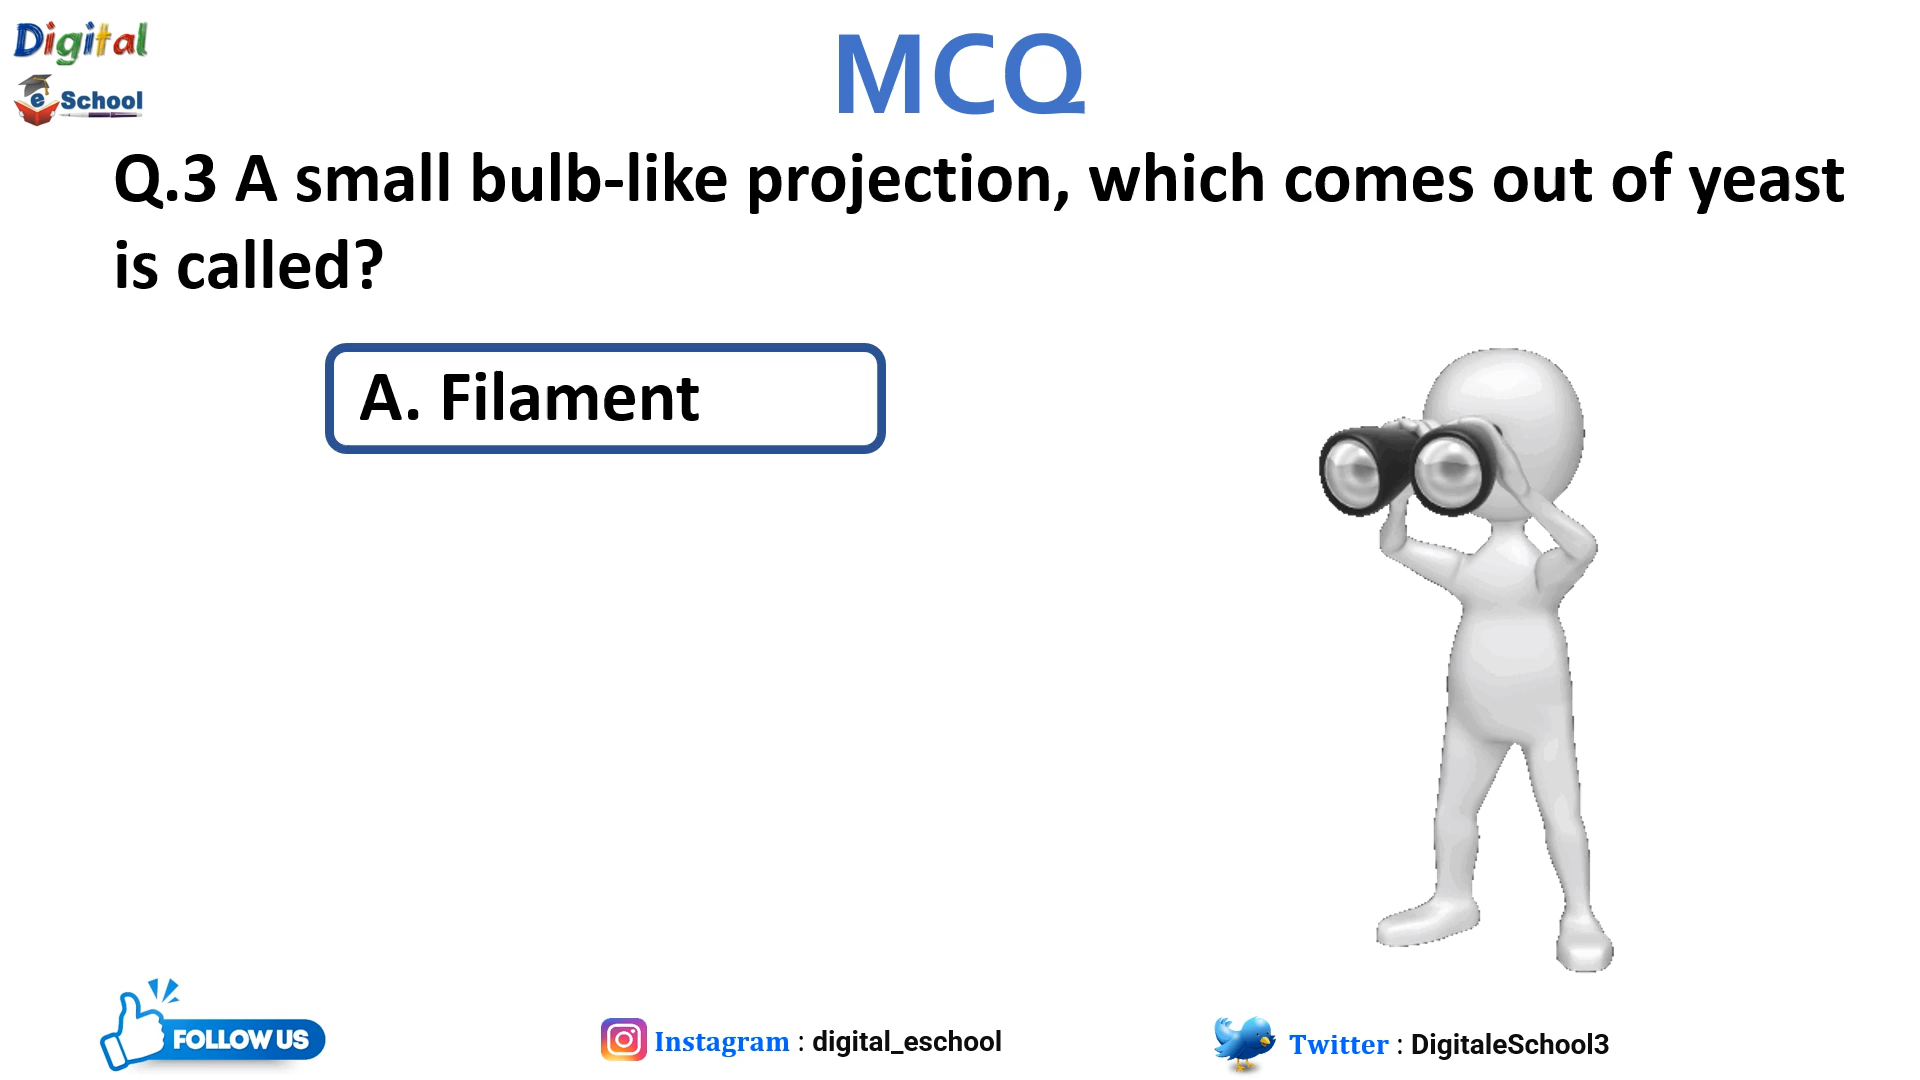 Digital
e School
MCQ
Q.3 A small bulb-like projection, which comes out of yeast
is called?
A. Filament
FOLLOW US
Instagram : digital_eschool
Twitter : DigitaleSchool3